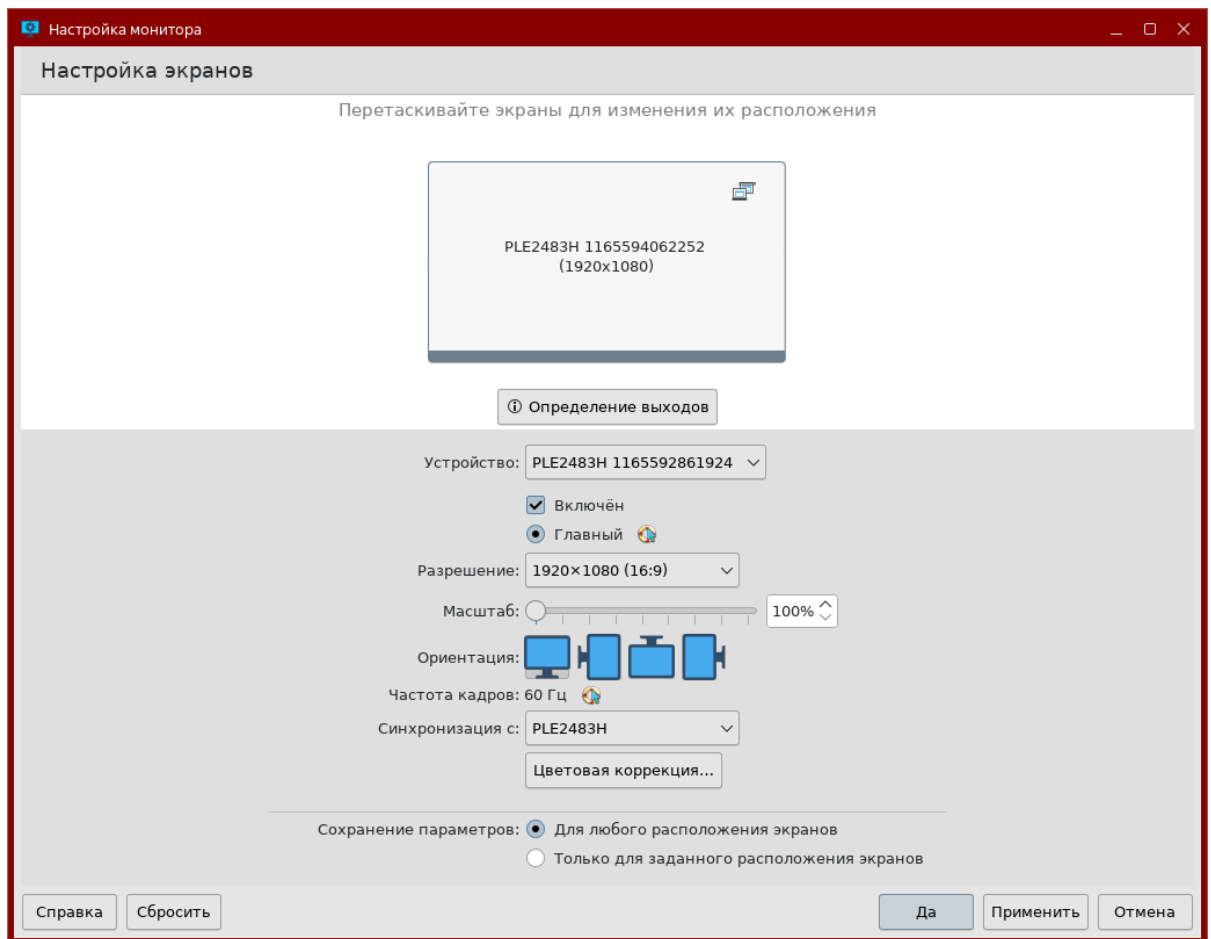 Настройка монитора
Настройка экранов
Перетаскивайте экраны для изменения их расположения
PLE2483H 1165594062252
(1920x1080)
Определение выходов
Устройство: PLE2483H 1165592861924
Включён
Главный
Разрешение: 1920×1080 (16:9)
Масштаб: 100%
Ориентация:
Частота кадров: 60 Гц
Синхронизация с: PLE2483H
Цветовая коррекция...
Сохранение параметров: Для любого расположения экранов
Только для заданного расположения экранов
Справка Сбросить Да Применить Отмена